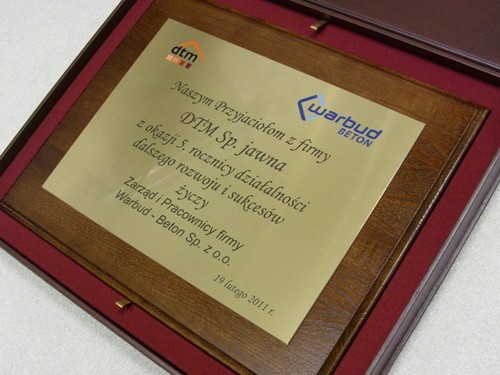 dtm
warbud
BETON
Naszym Przyjaciołom z firmy
DTM Sp. jawna
z okazji 5. rocznicy działalności
dalszego rozwoju i sukcesów
życzy
Zarząd i Pracownicy firmy
Warbud - Beton Sp. z o.o.
19 lutego 2011 r.